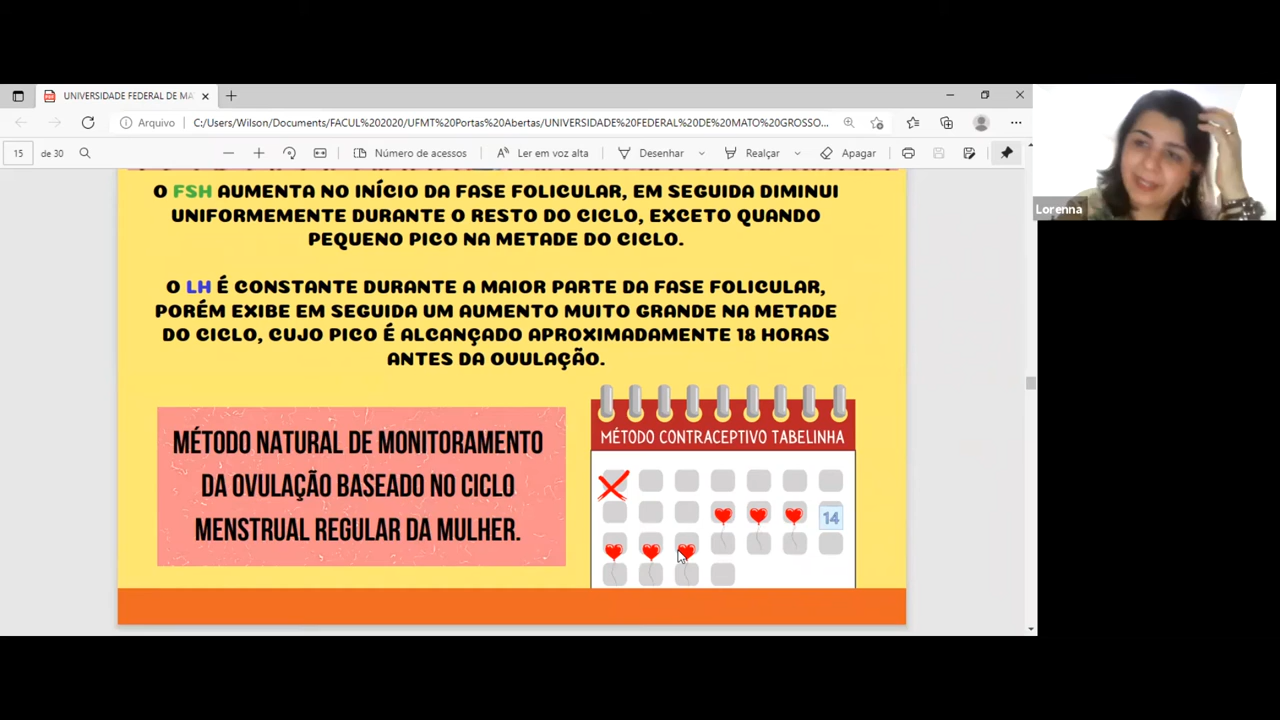 UNIVERSIDADE FEDERAL DE MA
Arquivo
C:/Users/Wilson/Documents/FACUL%202020/UFMT%20Portas%20Abertas/UNIVERSIDADE%20FEDERAL%20DE%20MATO%20GROSSO...
15 de 30
Número de acessos
Ler em voz alta
Desenhar
Realçar
Apagar
Lorenna
O FSH AUMENTA NO INÍCIO DA FASE FOLICULAR, EM SEGUIDA DIMINUI
UNIFORMEMENTE DURANTE O RESTO DO CICLO, EXCETO QUANDO
PEQUENO PICO NA METADE DO CICLO.
O LH É CONSTANTE DURANTE A MAIOR PARTE DA FASE FOLICULAR,
PORÉM EXIBE EM SEGUIDA UM AUMENTO MUITO GRANDE NA METADE
DO CICLO, CUJO PICO É ALCANÇADO APROXIMADAMENTE 18 HORAS
ANTES DA OVULAÇÃO.
MÉTODO NATURAL DE MONITORAMENTO
DA OVULAÇÃO BASEADO NO CICLO
MENSTRUAL REGULAR DA MULHER.
MÉTODO CONTRACEPTIVO TABELINHA
14